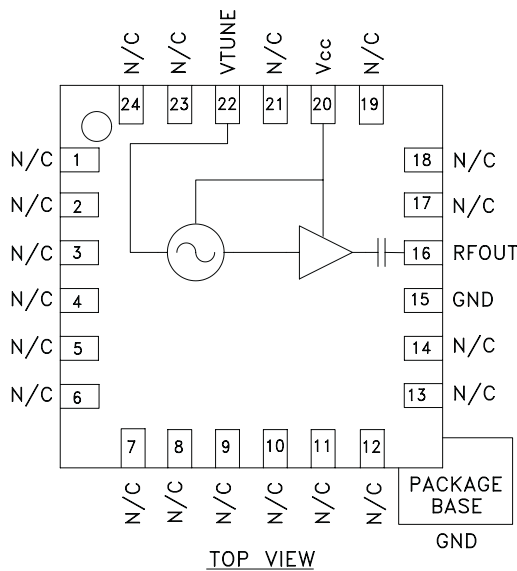 N/C N/C VTUNE N/C Vcc N/C
24 23 22 21 20 19
N/C 1
N/C 2
N/C 3
N/C 4
N/C 5
N/C 6
18 N/C
17 N/C
16 RFOUT
15 GND
14 N/C
13 N/C
7 8 9 10 11 12
N/C N/C N/C N/C N/C N/C
PACKAGE
BASE
GND
TOP VIEW